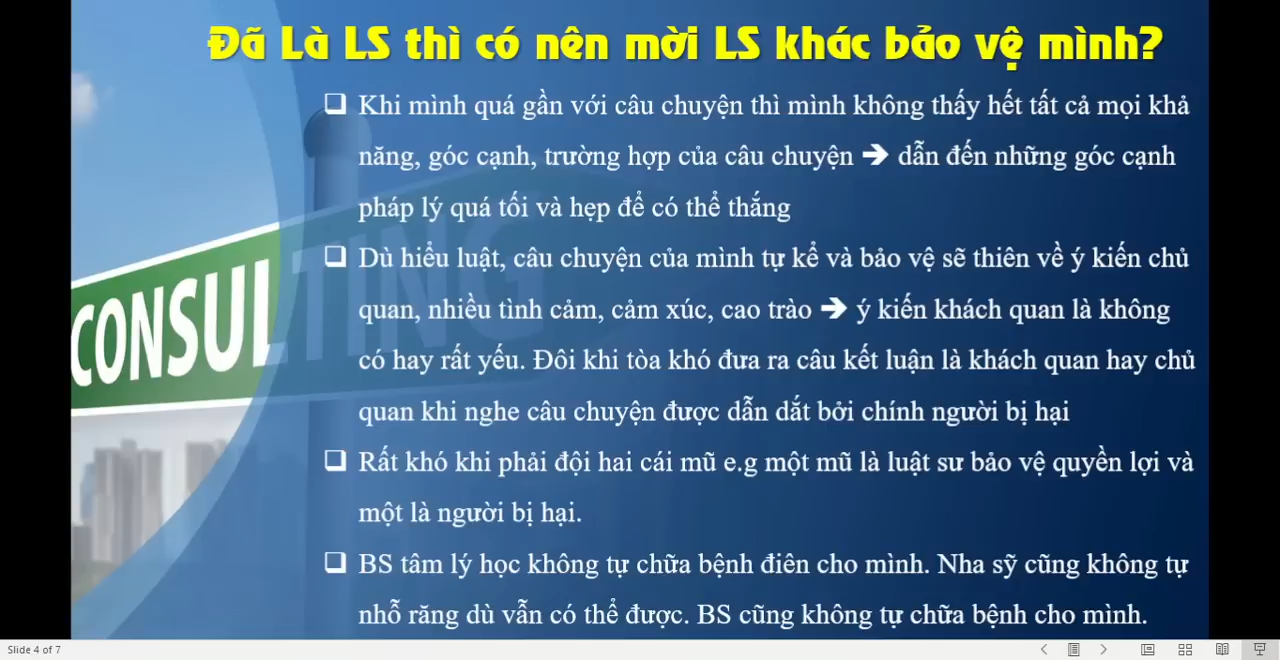 Đã Là LS thì có nên mời LS khác bảo vệ mình?
❑ Khi mình quá gần với câu chuyện thì mình không thấy hết tất cả mọi khả
năng, góc cạnh, trường hợp của câu chuyện ➔ dẫn đến những góc cạnh
pháp lý quá tối và hẹp để có thể thắng
❑ Dù hiểu luật, câu chuyện của mình tự kể và bảo vệ sẽ thiên về ý kiến chủ
quan, nhiều tình cảm, cảm xúc, cao trào ➔ ý kiến khách quan là không
có hay rất yếu. Đôi khi tòa khó đưa ra câu kết luận là khách quan hay chủ
quan khi nghe câu chuyện được dẫn dắt bởi chính người bị hại
❑ Rất khó khi phải đội hai cái mũ e.g một mũ là luật sư bảo vệ quyền lợi và
một là người bị hại.
❑ BS tâm lý học không tự chữa bệnh điên cho mình. Nha sỹ cũng không tự
nhỗ răng dù vẫn có thể được. BS cũng không tự chữa bệnh cho mình.
CONSULTING
Slide 4 of 7